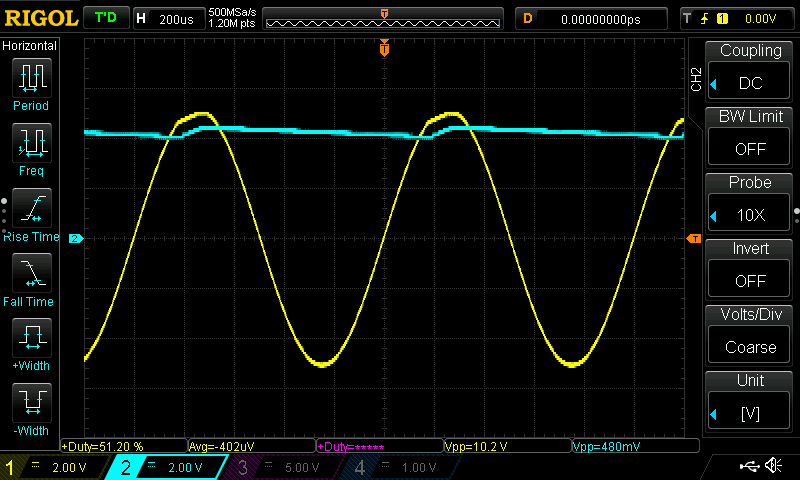 RIGOL T'D H 200us 500MSa/s 1.20M pts T D 0.00000000ps T 1 0.00V
Horizontal
Period
Freq
Rise Time
Fall Time
+Width
-Width
T
2
T
CH2
Coupling
DC
BW Limit
OFF
Probe
10X
Invert
OFF
Volts/Div
Coarse
Unit
[V]
+Duty=51.20 % Avg=-402uV +Duty=***** Vpp=10.2 V Vpp=480mV
1 2.00 V 2 2.00 V 3 5.00 V 4 1.00 V